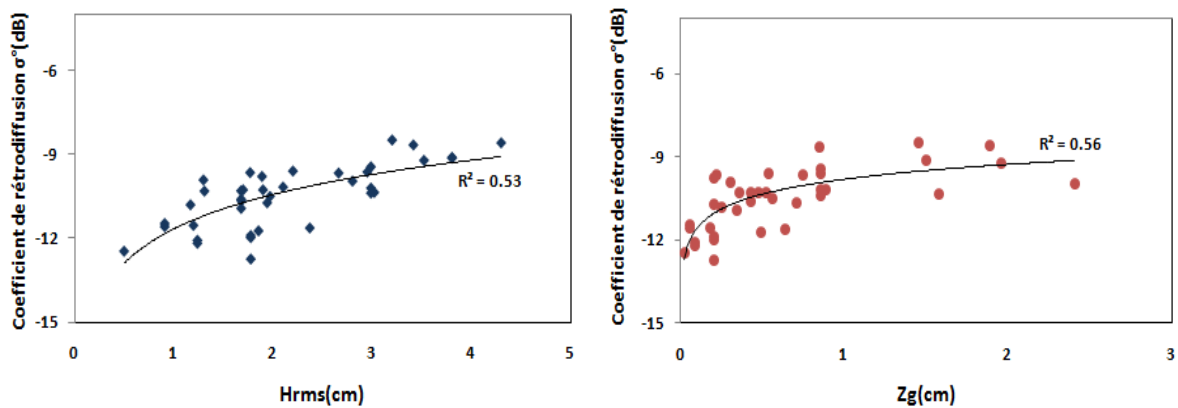 Coefficient de rétrodiffusion σ°(dB)
-6
-9
-12
-15
0 1 2 3 4 5
R² = 0.53
Hrms(cm)
Coefficient de rétrodiffusion σ°(dB)
-6
-9
-12
-15
0 1 2 3
R² = 0.56
Zg(cm)